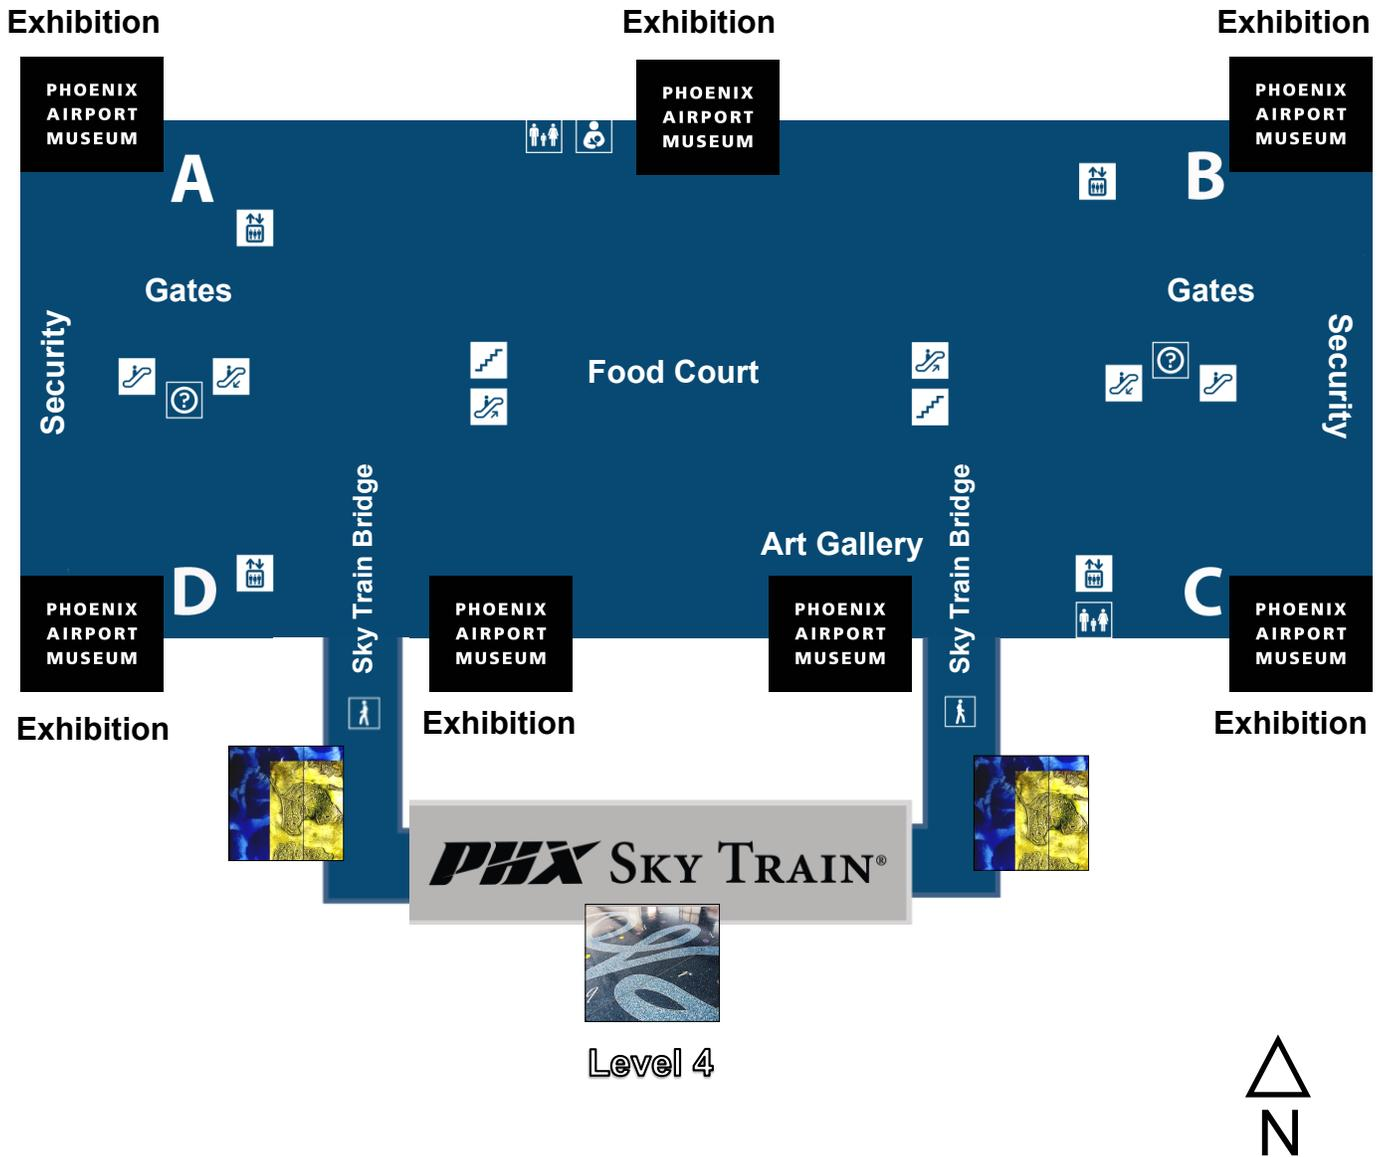 Exhibition
Exhibition
Exhibition
PHOENIX
AIRPORT
MUSEUM
PHOENIX
AIRPORT
MUSEUM
PHOENIX
AIRPORT
MUSEUM
A
B
Gates
Gates
Security
Food Court
Security
?
?
Sky Train Bridge
Sky Train Bridge
Art Gallery
D
C
PHOENIX
AIRPORT
MUSEUM
PHOENIX
AIRPORT
MUSEUM
PHOENIX
AIRPORT
MUSEUM
PHOENIX
AIRPORT
MUSEUM
Exhibition
Exhibition
Exhibition
PHX SKY TRAIN®
Level 4
N